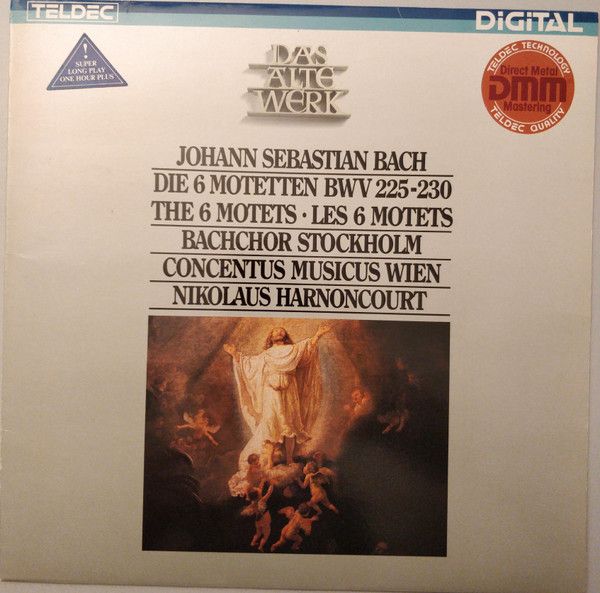 TELDEC
DIGITAL
!
SUPER
LONG PLAY
ONE HOUR PLUS
DAS
ALTE
WERK
TELDEC TECHNOLOGY
Direct Metal
DMM
Mastering
TELDEC QUALITY
JOHANN SEBASTIAN BACH
DIE 6 MOTETTEN BWV 225-230
THE 6 MOTETS · LES 6 MOTETS
BACHCHOR STOCKHOLM
CONCENTUS MUSICUS WIEN
NIKOLAUS HARNONCOURT